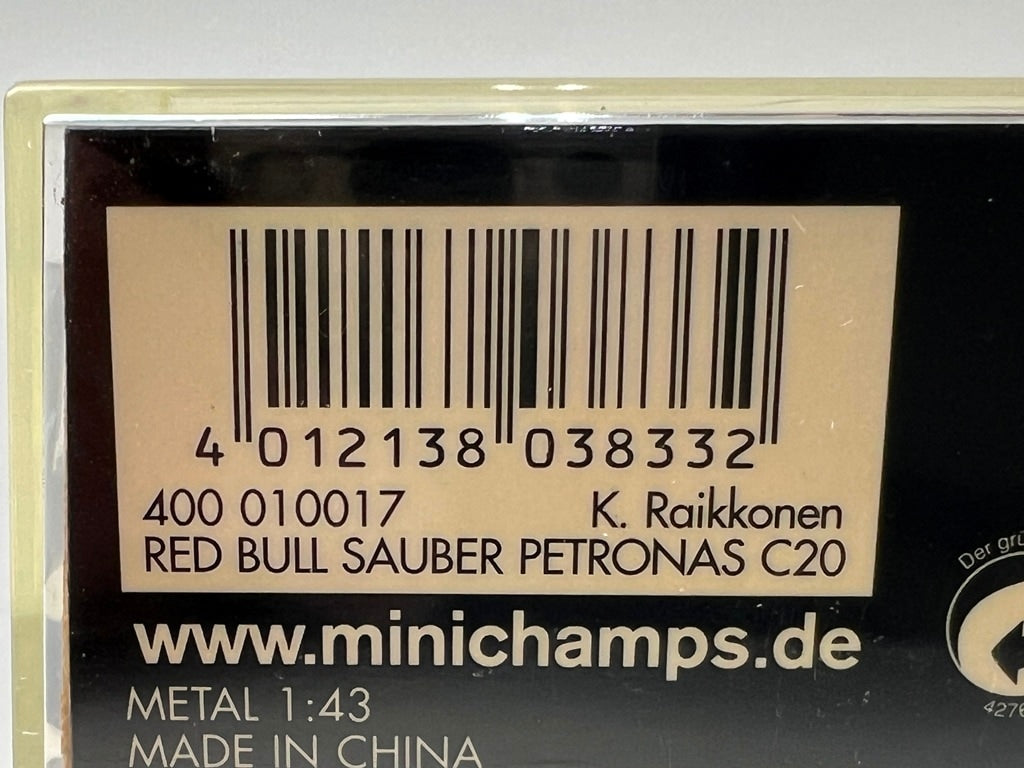 4 012138 038332
400 010017 K. Raikkonen
RED BULL SAUBER PETRONAS C20
www.minichamps.de
METAL 1:43
MADE IN CHINA
Der grü
4276